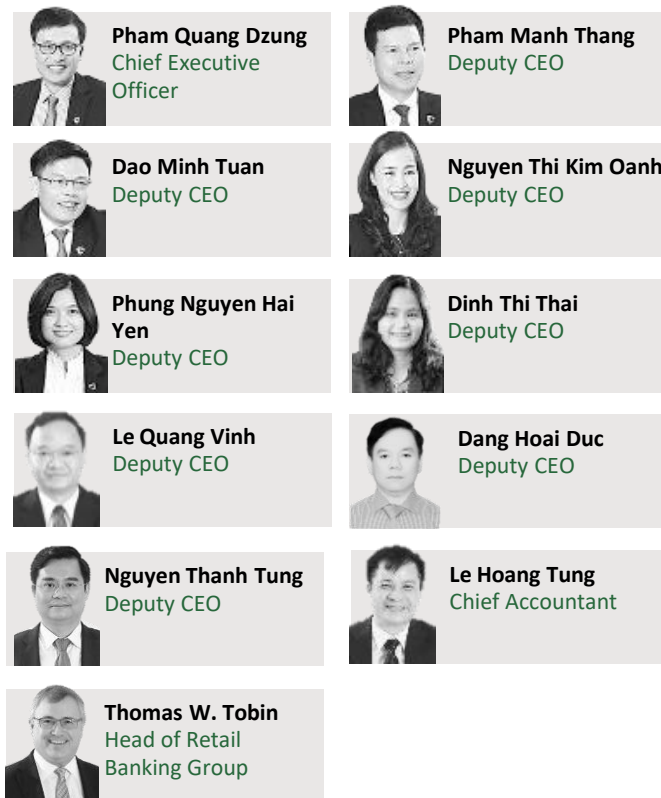 Pham Quang Dzung
Chief Executive
Officer
Pham Manh Thang
Deputy CEO
Dao Minh Tuan
Deputy CEO
Nguyen Thi Kim Oanh
Deputy CEO
Phung Nguyen Hai
Yen
Deputy CEO
Dinh Thi Thai
Deputy CEO
Le Quang Vinh
Deputy CEO
Dang Hoai Duc
Deputy CEO
Nguyen Thanh Tung
Deputy CEO
Le Hoang Tung
Chief Accountant
Thomas W. Tobin
Head of Retail
Banking Group